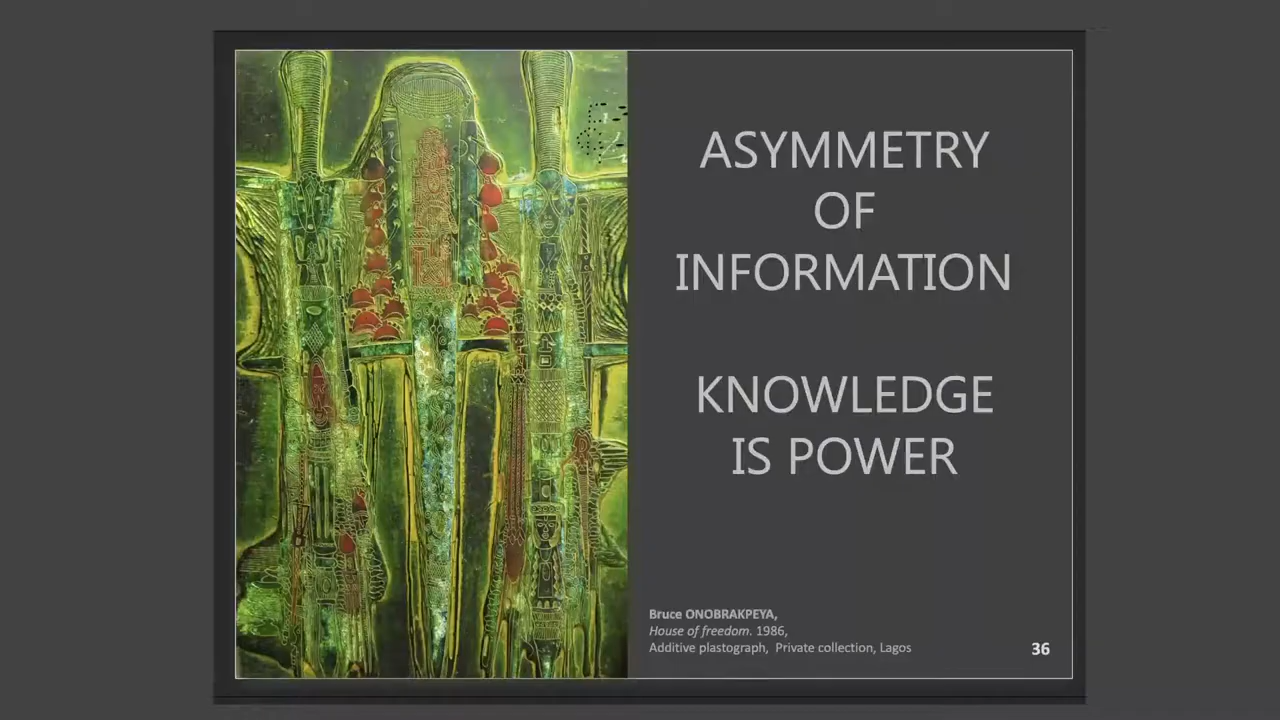 ASYMMETRY
OF
INFORMATION
KNOWLEDGE
IS POWER
Bruce ONOBRAKPEYA,
House of freedom. 1986,
Additive plastograph, Private collection, Lagos
36